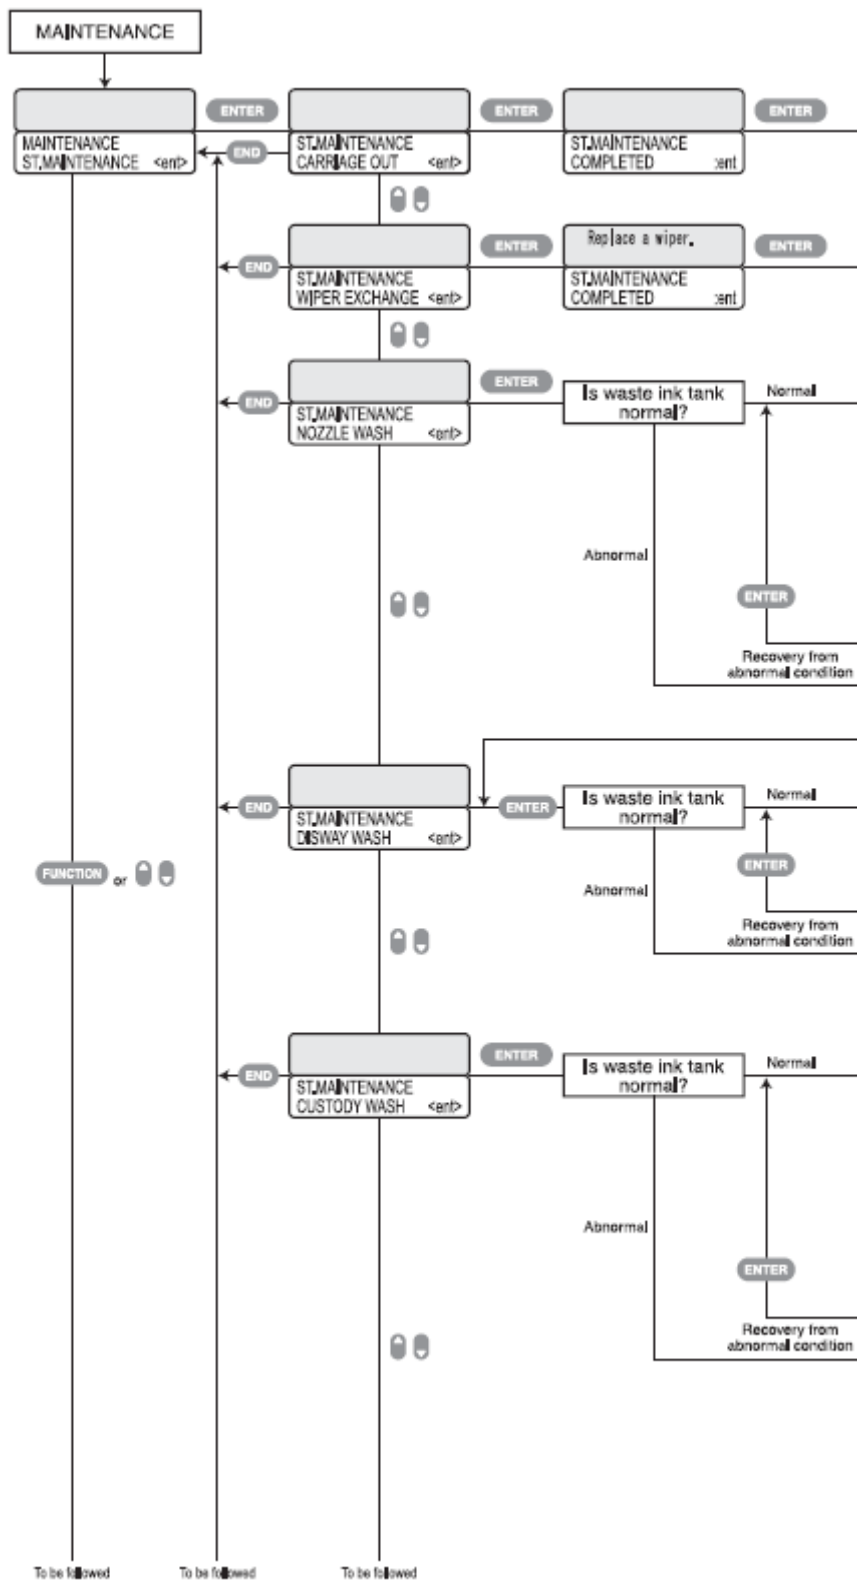 MAINTENANCE
ENTER
ENTER
ENTER
MAINTENANCE
ST.MAINTENANCE <ent>
END
ST.MAINTENANCE
CARRIAGE OUT <ent>
ST.MAINTENANCE
COMPLETED :ent
ENTER
Replace a wiper.
ENTER
END
ST.MAINTENANCE
WIPER EXCHANGE <ent>
ST.MAINTENANCE
COMPLETED :ent
ENTER
END
ST.MAINTENANCE
NOZZLE WASH <ent>
Is waste ink tank
normal?
Normal
Abnormal
ENTER
Recovery from
abnormal condition
END
ST.MAINTENANCE
DISWAY WASH <ent>
ENTER
Is waste ink tank
normal?
Normal
ENTER
Abnormal
Recovery from
abnormal condition
FUNCTION or
END
ST.MAINTENANCE
CUSTODY WASH <ent>
ENTER
Is waste ink tank
normal?
Normal
Abnormal
ENTER
Recovery from
abnormal condition
To be followed
To be followed
To be followed